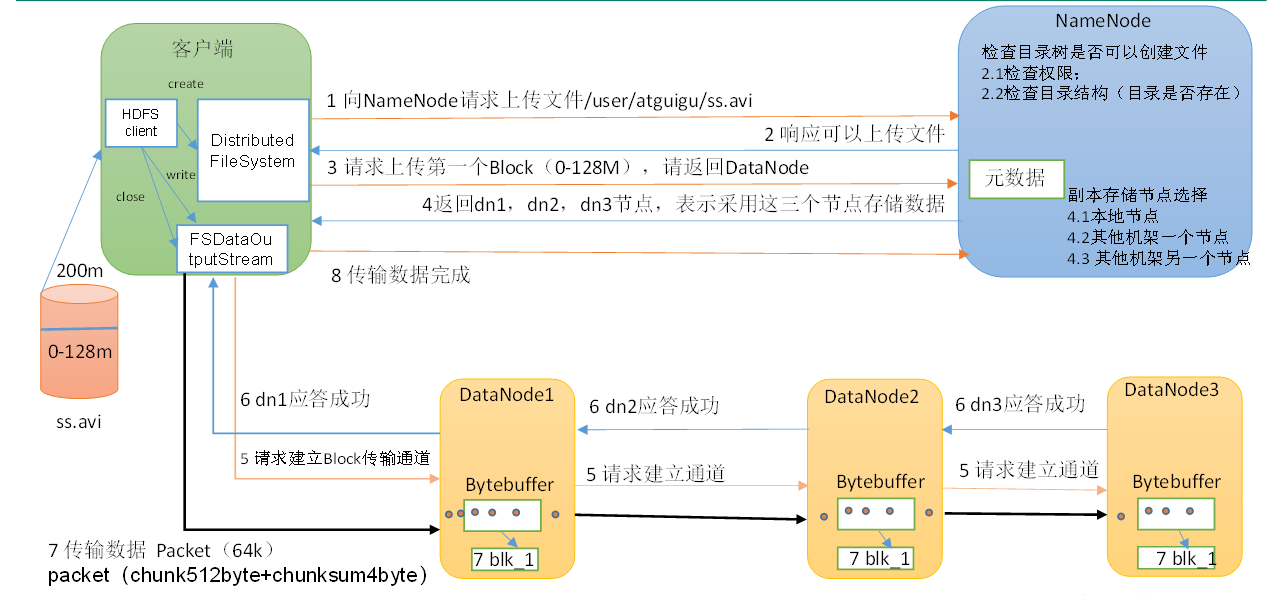 NameNode
客户端
检查目录树是否可以创建文件
2.1检查权限；
2.2检查目录结构（目录是否存在）
create
HDFS
client
Distributed
FileSystem
write
close
FSDataOu
tputStream
1 向NameNode请求上传文件/user/atguigu/ss.avi
2 响应可以上传文件
3 请求上传第一个Block（0-128M），请返回DataNode
4返回dn1，dn2，dn3节点，表示采用这三个节点存储数据
8 传输数据完成
元数据
副本存储节点选择
4.1本地节点
4.2其他机架一个节点
4.3 其他机架另一个节点
200m
0-128m
ss.avi
6 dn1应答成功
5 请求建立Block传输通道
DataNode1
6 dn2应答成功
DataNode2
6 dn3应答成功
DataNode3
Bytebuffer
5 请求建立通道
Bytebuffer
5 请求建立通道
Bytebuffer
7 blk_1
7 blk_1
7 blk_1
7 传输数据 Packet（64k）
packet（chunk512byte+chunksum4byte）